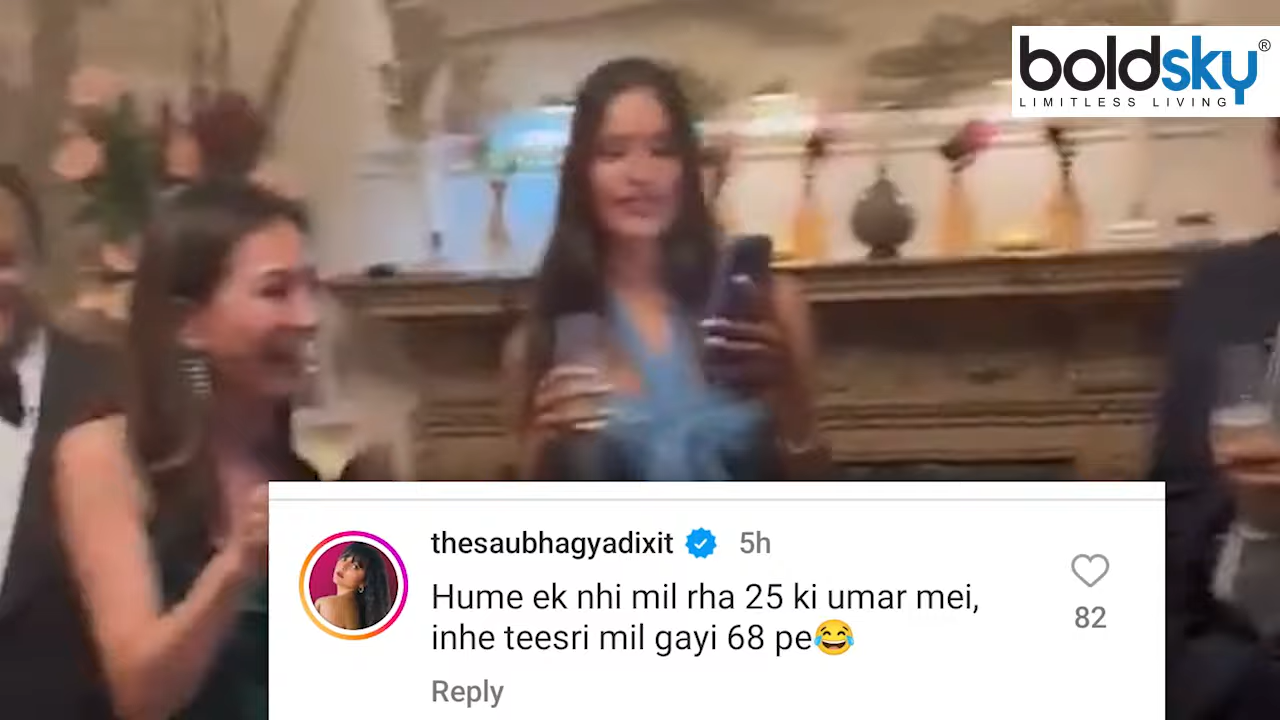 boldsky®
LIMITLESS LIVING
thesaubhagyadixit 5h
Hume ek nhi mil rha 25 ki umar mei,
inhe teesri mil gayi 68 pe😂
82
Reply